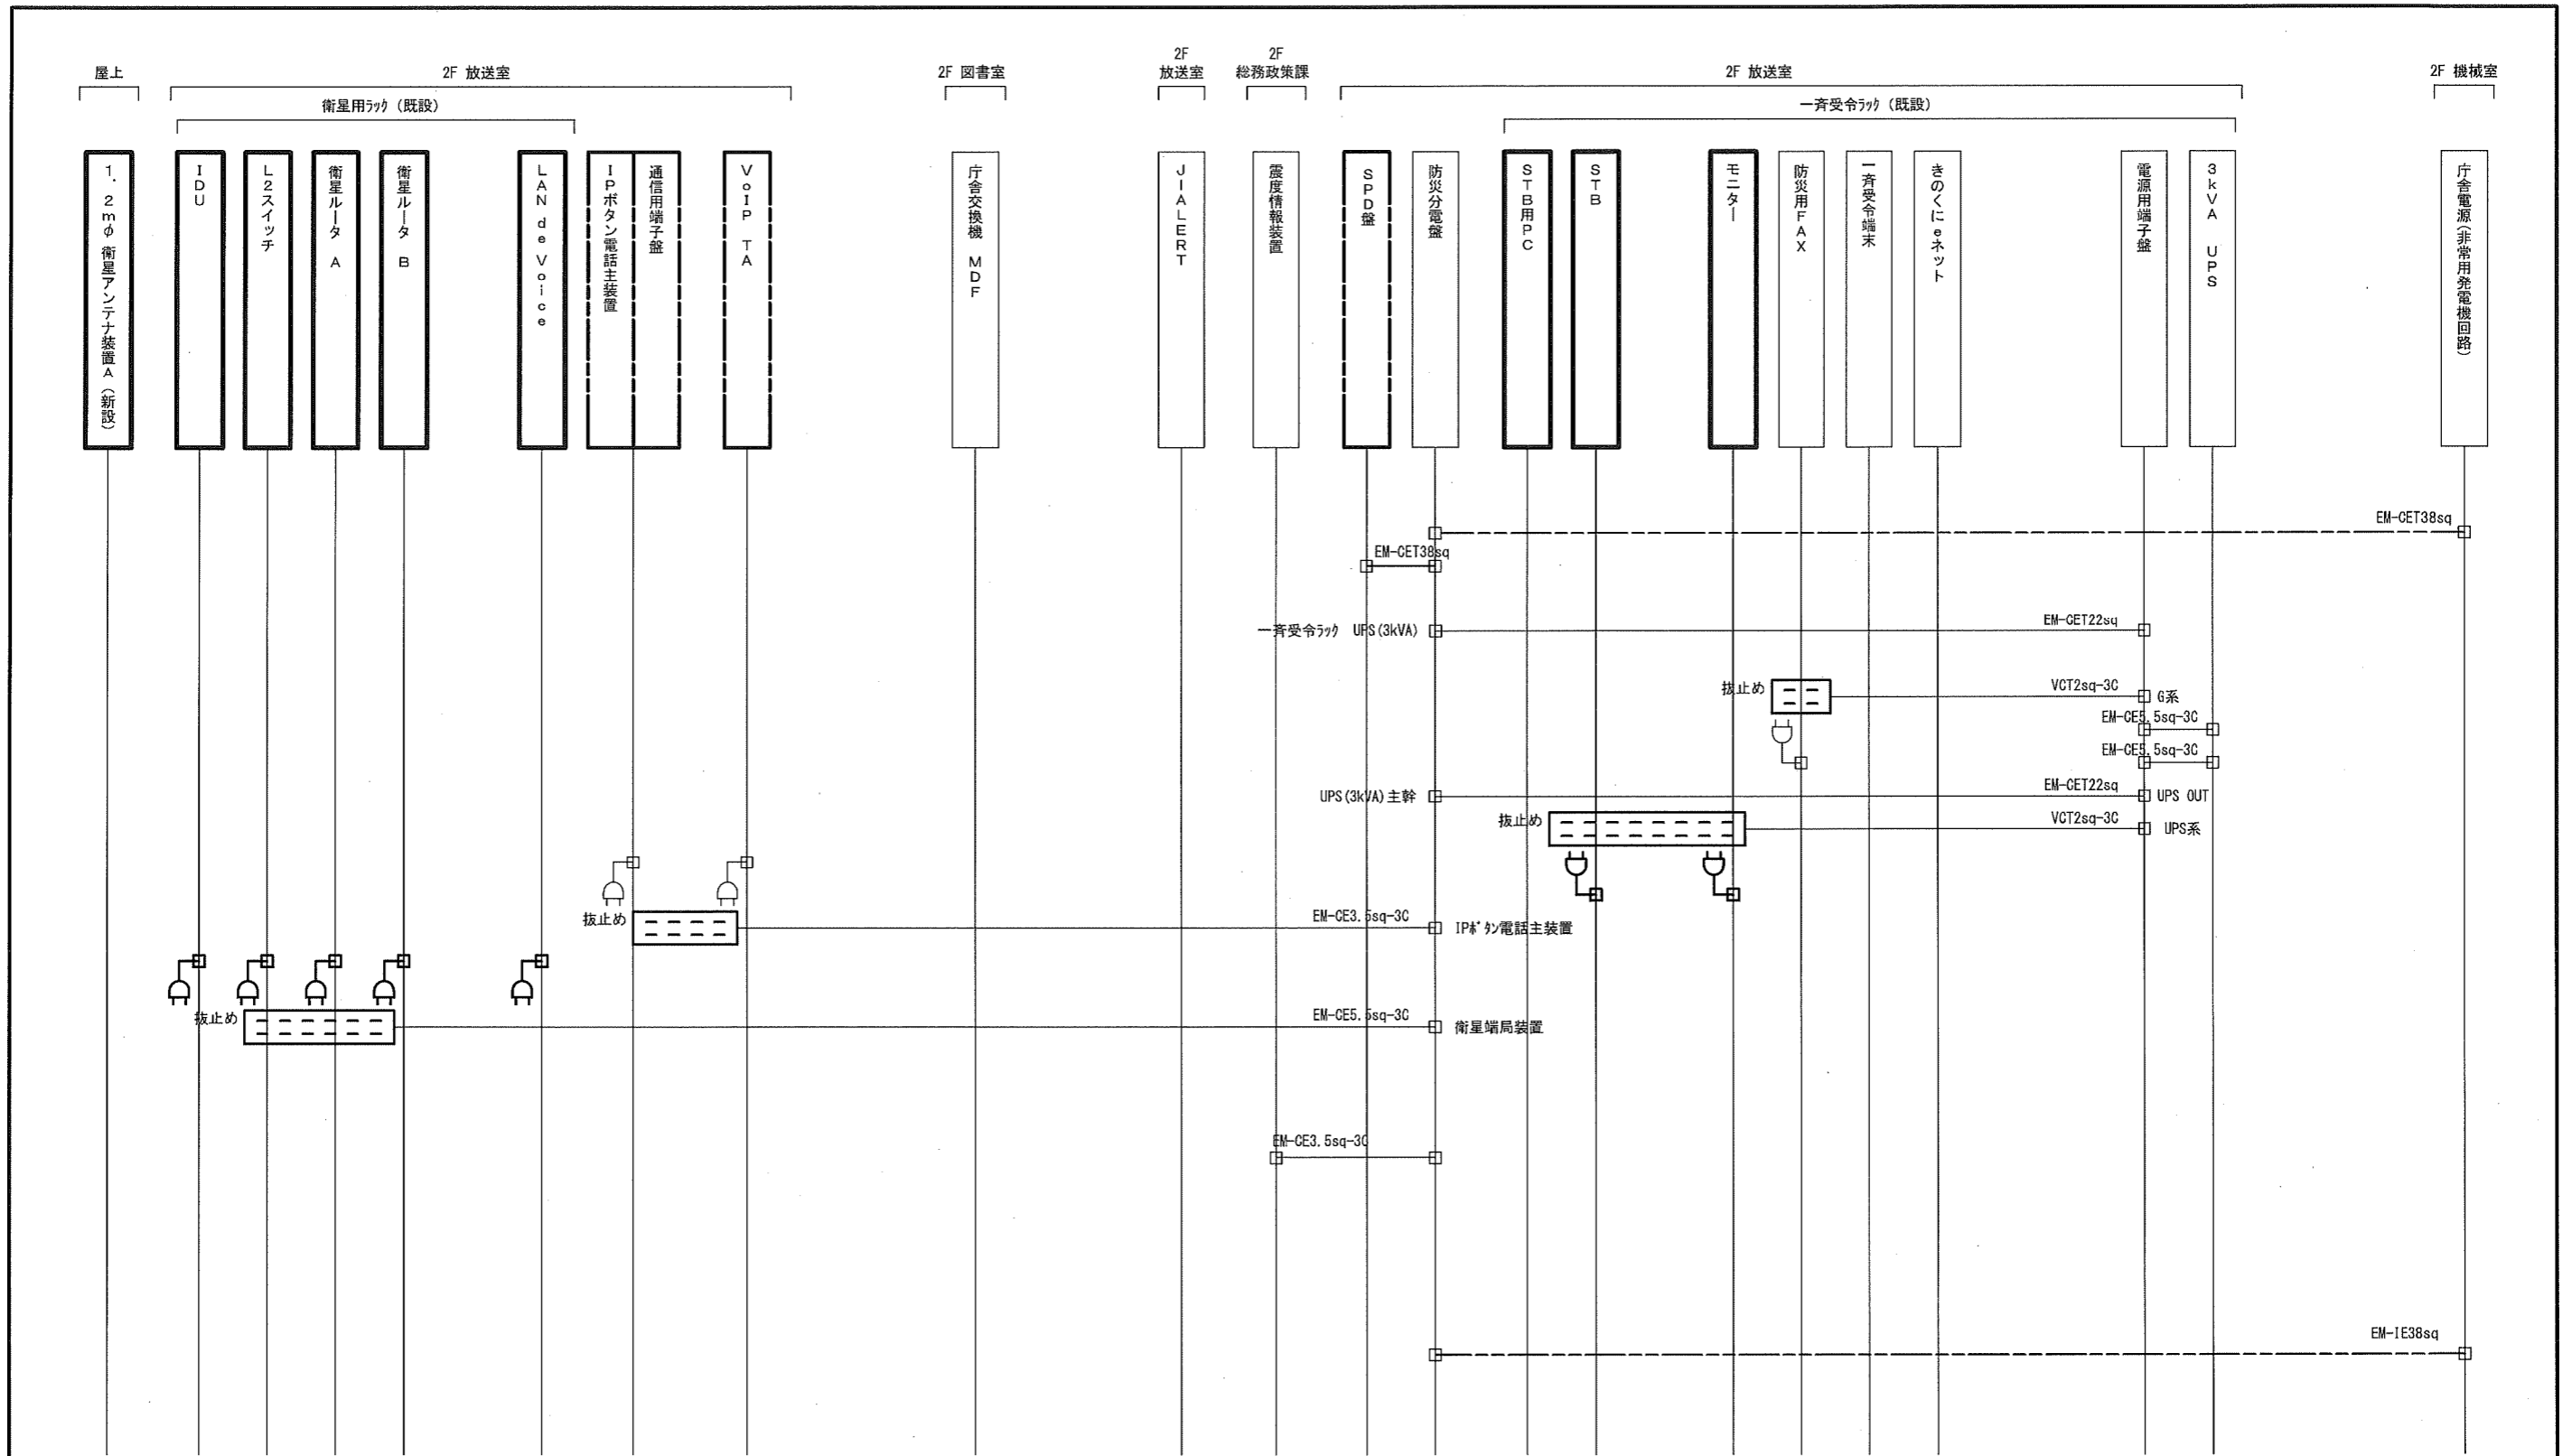 屋上
2F 放送室
2F 図書室
2F
放送室
2F
総務政策課
2F 放送室
2F 機械室
衛星用ﾗｯｸ（既設）
一斉受令ﾗｯｸ（既設）
１．２ｍφ 衛星アンテナ装置Ａ（新設）
ＩＤＵ
Ｌ２スイッチ
衛星ルータ Ａ
衛星ルータ Ｂ
ＬＡＮ ｄｅ Ｖｏｉｃｅ
ＩＰボタン電話主装置
通信用端子盤
ＶｏＩＰ ＴＡ
庁舎交換機 ＭＤＦ
ＪｌＡＬＥＲＴ
震度情報装置
ＳＰＤ盤
防災分電盤
ＳＴＢ用ＰＣ
ＳＴＢ
モニター
防災用ＦＡＸ
一斉受令端末
きのくにｅネット
電源用端子盤
３ｋＶＡ ＵＰＳ
庁舎電源（非常用発電機回路）
EM-CET38sq
EM-CET38sq
一斉受令ﾗｯｸ UPS(3kVA)
EM-CET22sq
抜止め
VCT2sq-3C
G系
EM-CE5.5sq-3C
EM-CE5.5sq-3C
UPS(3kVA)主幹
EM-CET22sq
UPS OUT
抜止め
VCT2sq-3C
UPS系
抜止め
EM-CE3.5sq-3C
IPﾎﾞﾀﾝ電話主装置
抜止め
EM-CE5.5sq-3C
衛星端局装置
EM-CE3.5sq-3C
EM-IE38sq